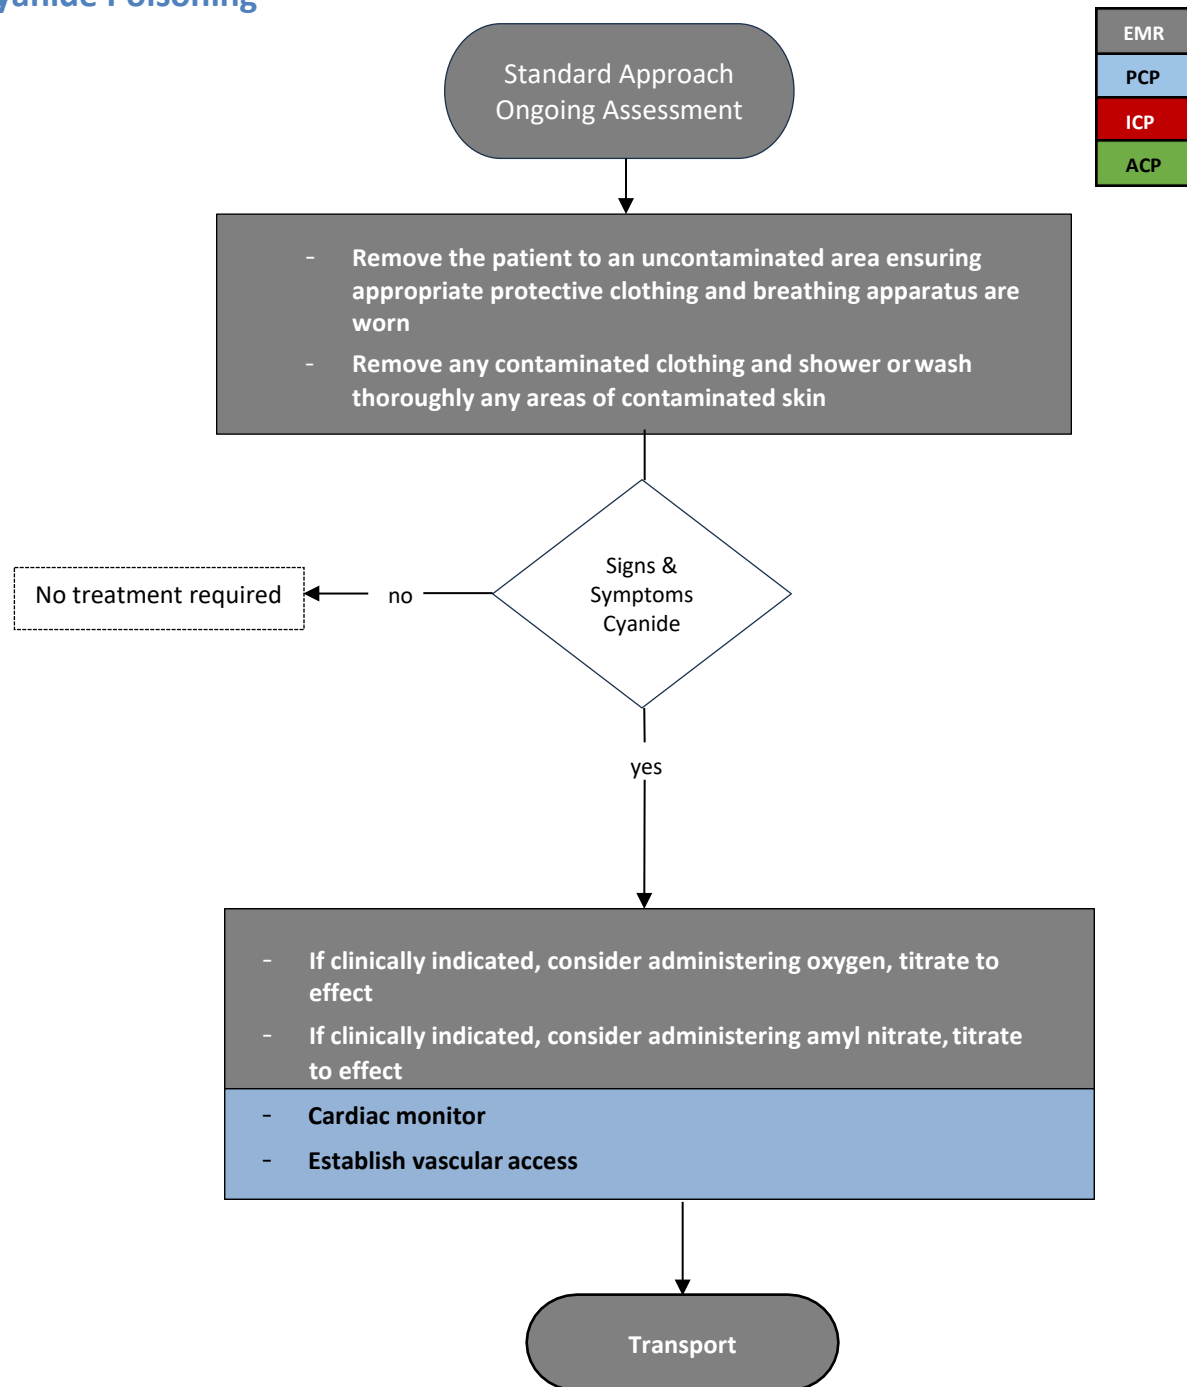 yanide Poisoning
EMR
PCP
ICP
ACP
Standard Approach
Ongoing Assessment
- Remove the patient to an uncontaminated area ensuring
appropriate protective clothing and breathing apparatus are
worn
- Remove any contaminated clothing and shower or wash
thoroughly any areas of contaminated skin
Signs &
Symptoms
Cyanide
no
No treatment required
yes
- If clinically indicated, consider administering oxygen, titrate to
effect
- If clinically indicated, consider administering amyl nitrate, titrate
to effect
- Cardiac monitor
- Establish vascular access
Transport